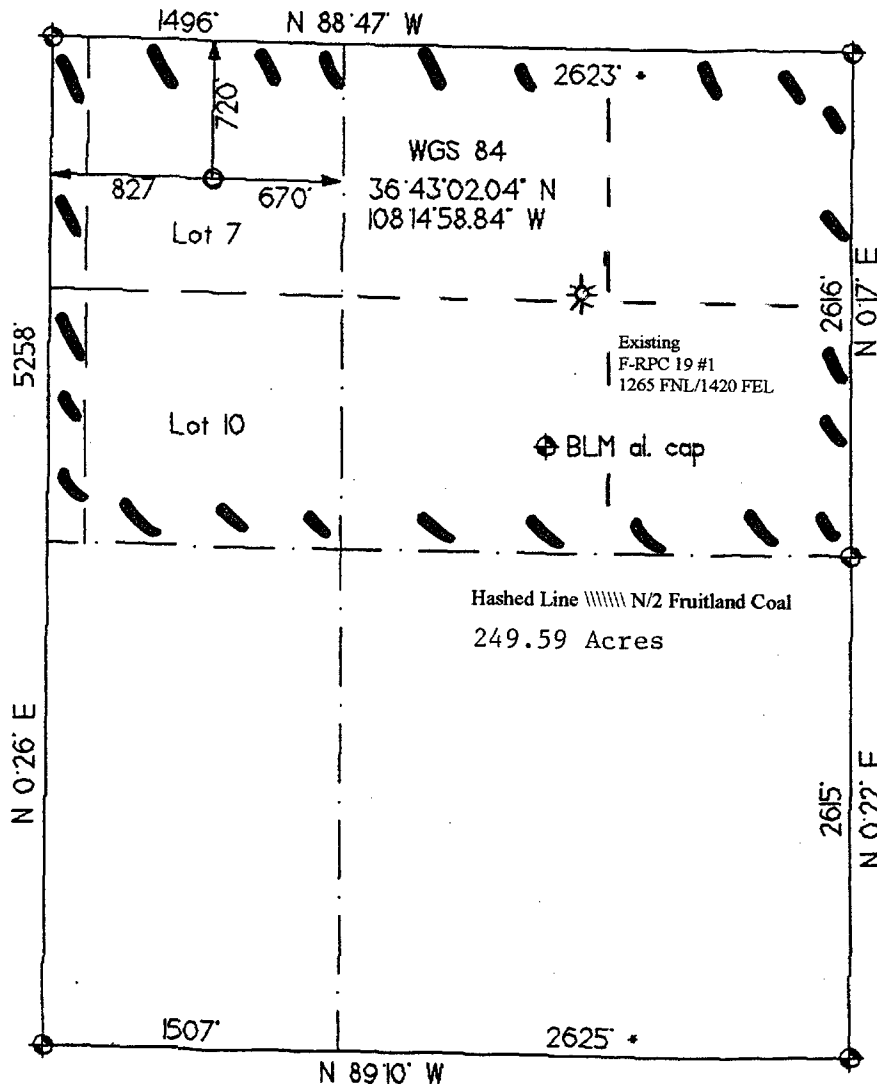 1496' N 88°47' W
2623' *
720'
WGS 84
36°43'02.04" N
108°14'58.84" W
827'
670'
Lot 7
5258'
2616'
N 0°17' E
Existing
F-RPC 19 #1
1265 FNL/1420 FEL
Lot 10
BLM al. cap
Hashed Line \\\\\\\ N/2 Fruitland Coal
249.59 Acres
N 0°26' E
2615'
N 0°22' E
1507'
2625' *
N 89°10' W